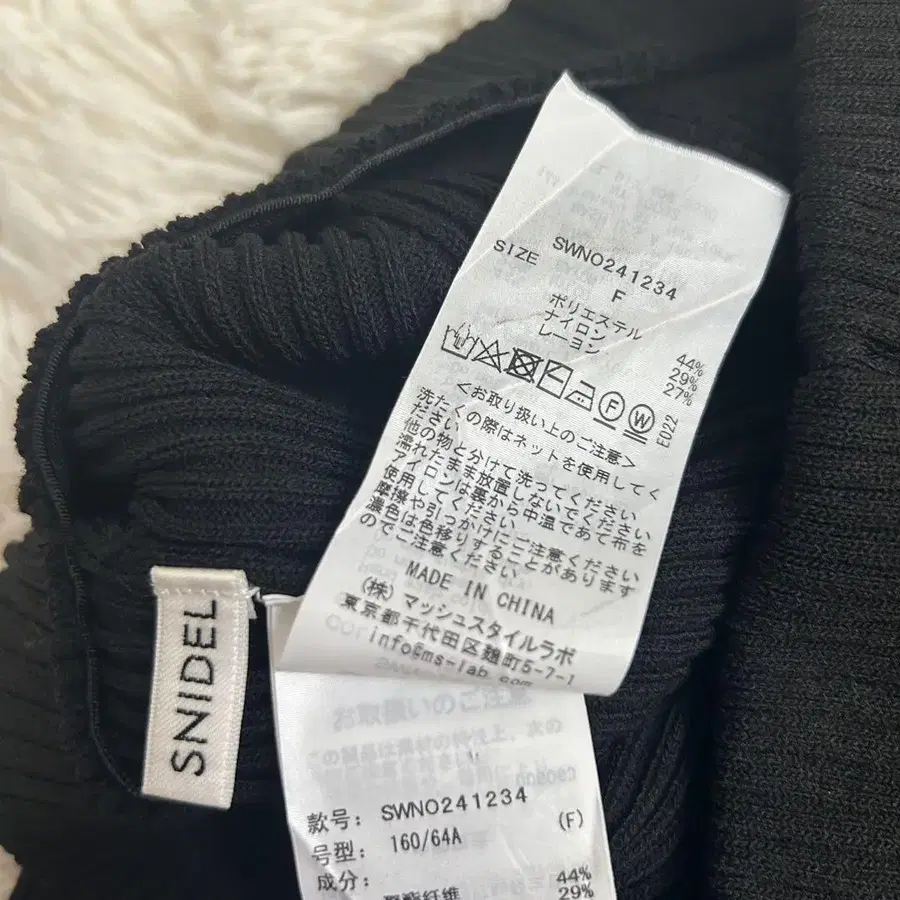 SWNO241234
SIZE F
ポリエステル 44%
ナイロン 29%
レーヨン 27%
F W
E022
<お取り扱い上のご注意>
洗たくの際はネットを使用してく
ださい
他の物と分けて洗ってください
濡れたまま放置しないでください
アイロンは裏から中温であて布を
使用してください
摩擦や引っかけにご注意ください
濃色は色移りすることがあります
のでご注意ください
MADE IN CHINA
(株)マッシュスタイルラボ
東京都千代田区麹町5-7-1
info@ms-lab.com
SNIDEL
款号: SWNO241234
号型: 160/64A (F)
成分: 44%
聚酯纤维 29%